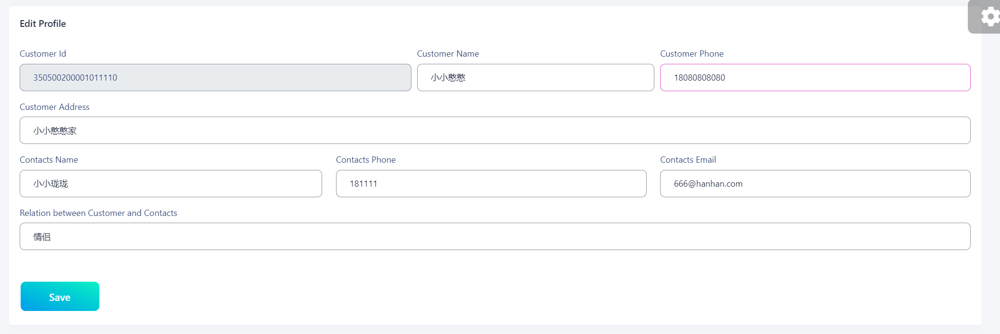 Edit Profile
Customer Id
Customer Name
Customer Phone
350500200001011110
小小憨憨
18080808080
Customer Address
小小憨憨家
Contacts Name
Contacts Phone
Contacts Email
小小珑珑
181111
666@hanhan.com
Relation between Customer and Contacts
情侣
Save